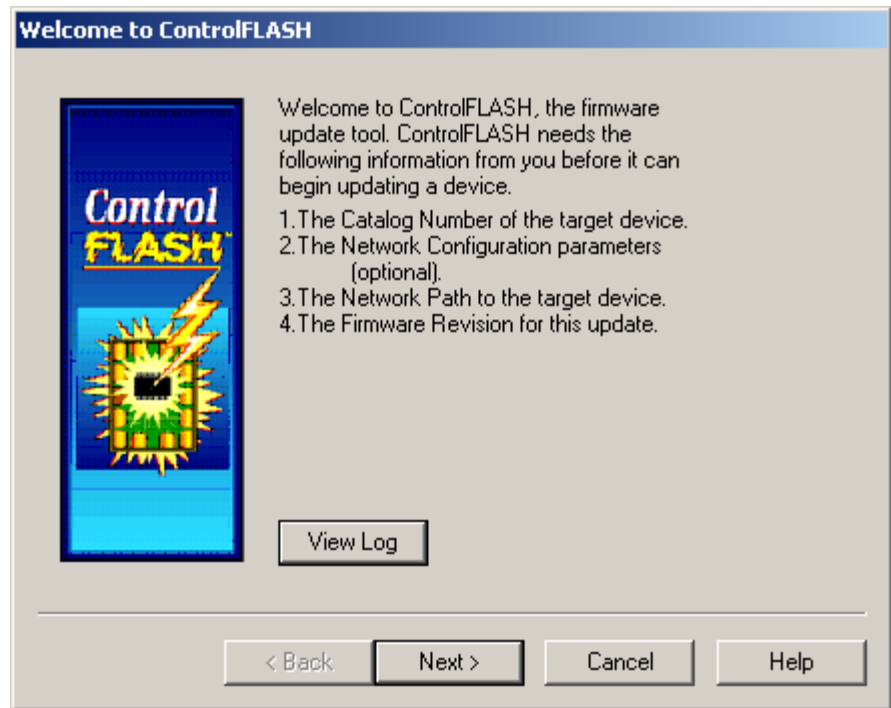 Welcome to ControlFLASH
Control
FLASH™
Welcome to ControlFLASH, the firmware
update tool. ControlFLASH needs the
following information from you before it can
begin updating a device.
1.The Catalog Number of the target device.
2.The Network Configuration parameters
(optional).
3.The Network Path to the target device.
4.The Firmware Revision for this update.
View Log
< Back
Next >
Cancel
Help